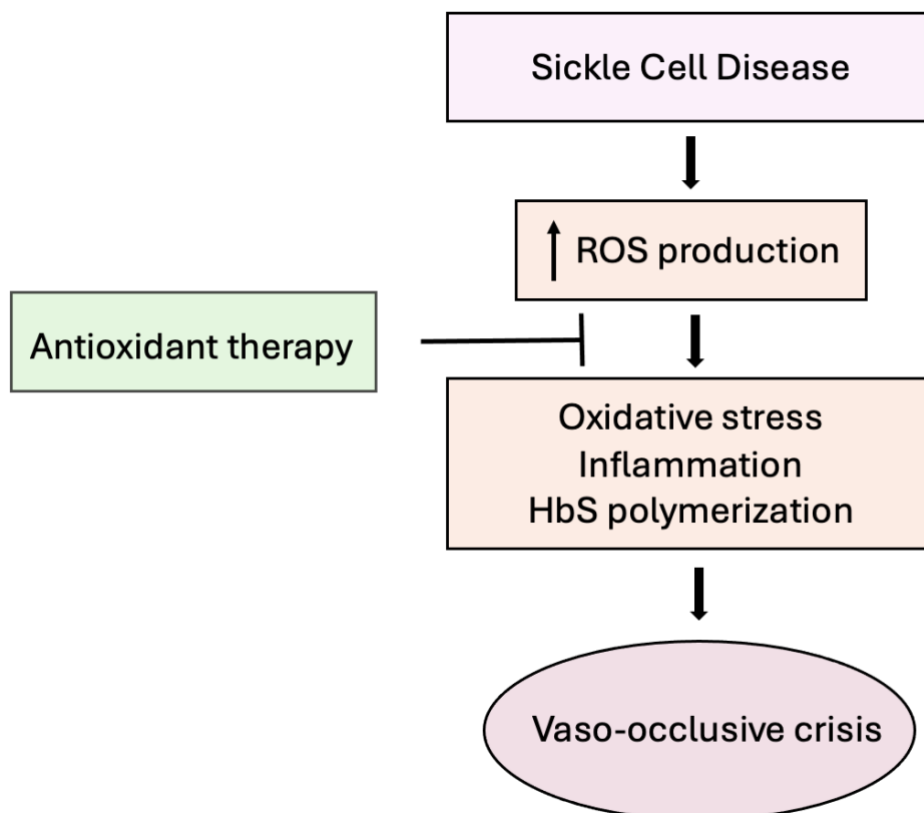 Sickle Cell Disease
↑ ROS production
Antioxidant therapy
Oxidative stress
Inflammation
HbS polymerization
Vaso-occlusive crisis